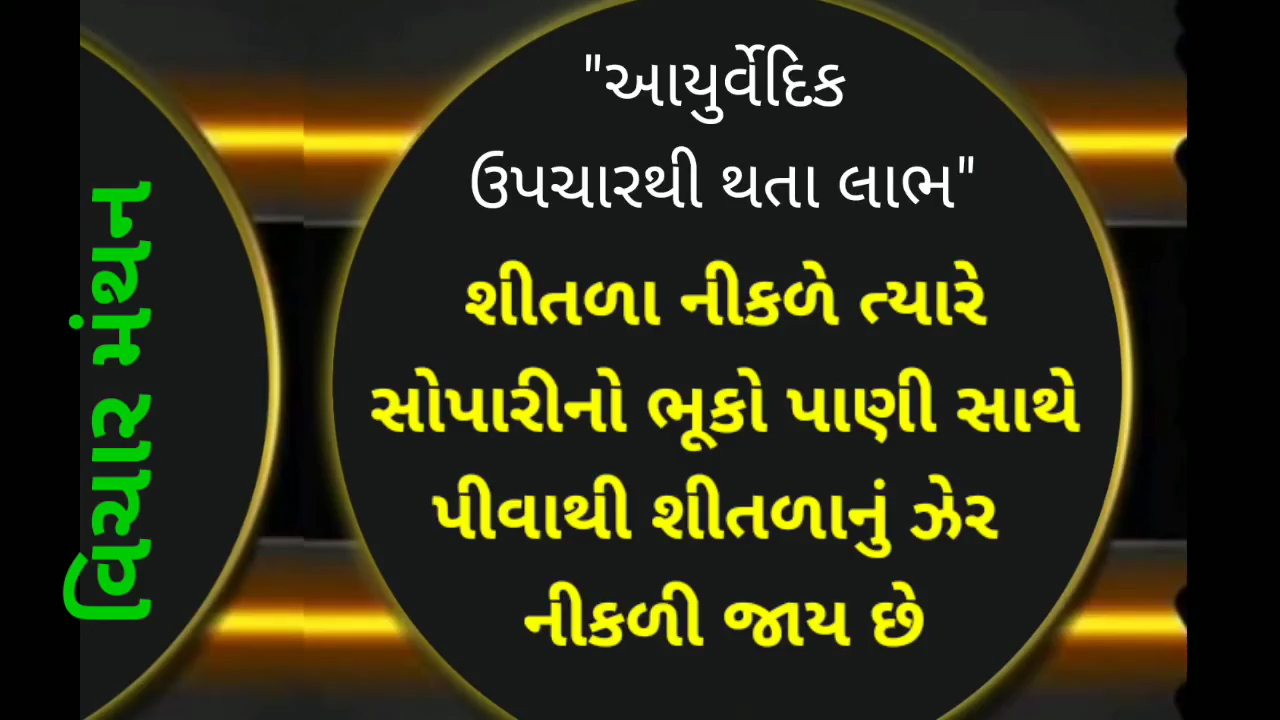 વિચાર મંથન
"આયુર્વેદિક
ઉપચારથી થતા લાભ"
શીતળા નીકળે ત્યારે
સોપારીનો ભૂકો પાણી સાથે
પીવાથી શીતળાનું ઝેર
નીકળી જાય છે